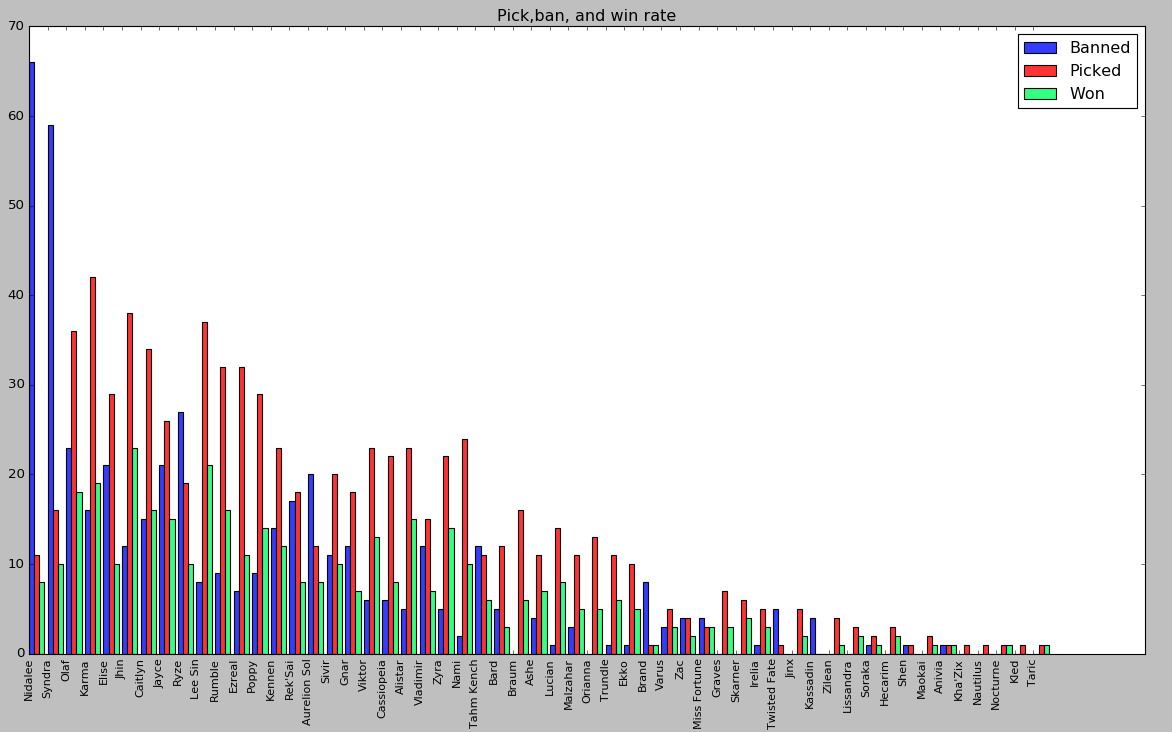 Pick,ban, and win rate
70
60
50
40
30
20
10
0
Banned
Picked
Won
Nidalee
Syndra
Olaf
Karma
Elise
Jhin
Caitlyn
Jayce
Ryze
Lee Sin
Rumble
Ezreal
Poppy
Kennen
Rek'Sai
Aurelion Sol
Sivir
Gnar
Viktor
Cassiopeia
Alistar
Vladimir
Zyra
Nami
Tahm Kench
Bard
Braum
Ashe
Lucian
Malzahar
Orianna
Trundle
Ekko
Brand
Varus
Zac
Miss Fortune
Graves
Skarner
Irelia
Twisted Fate
Jinx
Kassadin
Zilean
Lissandra
Soraka
Hecarim
Shen
Maokai
Anivia
Kha'Zix
Nautilus
Nocturne
Kled
Taric